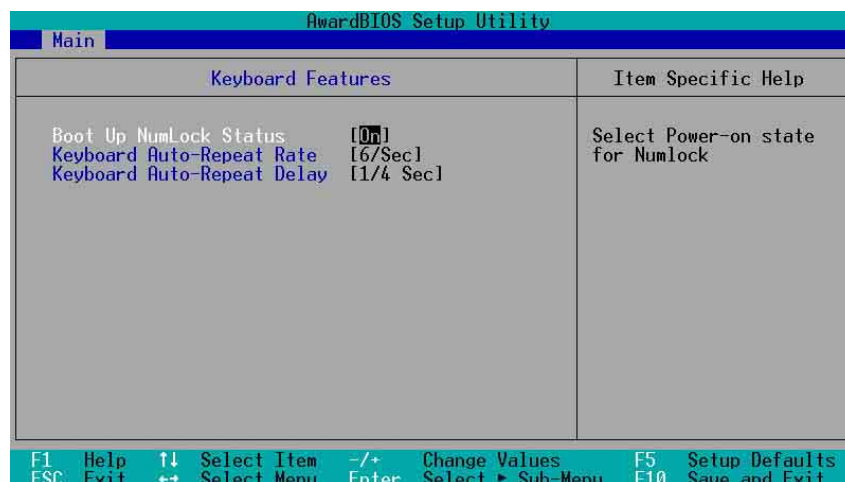 AwardBIOS Setup Utility
Main
Keyboard Features
Item Specific Help
Boot Up NumLock Status [On]
Keyboard Auto-Repeat Rate [6/Sec]
Keyboard Auto-Repeat Delay [1/4 Sec]
Select Power-on state
for Numlock
F1 Help ↑↓ Select Item -/+ Change Values F5 Setup Defaults
ESC Exit ←→ Select Menu Enter Select ► Sub-Menu F10 Save and Exit